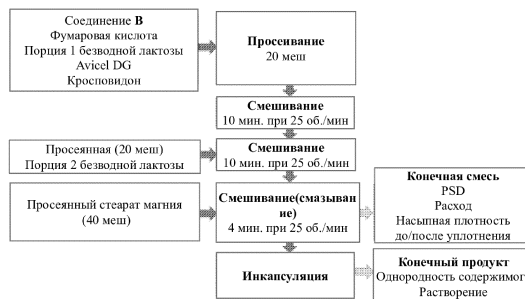 Соединение B
Фумаровая кислота
Порция 1 безводной лактозы
Avicel DG
Кросповидон
Просеивание
20 меш
Смешивание
10 мин. при 25 об./мин
Просеянная (20 меш)
Порция 2 безводной лактозы
Смешивание
10 мин. при 25 об./мин
Просеянный стеарат магния
(40 меш)
Смешивание(смазыван
ие)
4 мин. при 25 об./мин
Конечная смесь
PSD
Расход
Насыпная плотность
до/после уплотнения
Инкапсуляция
Конечный продукт
Однородность содержимог
Растворение